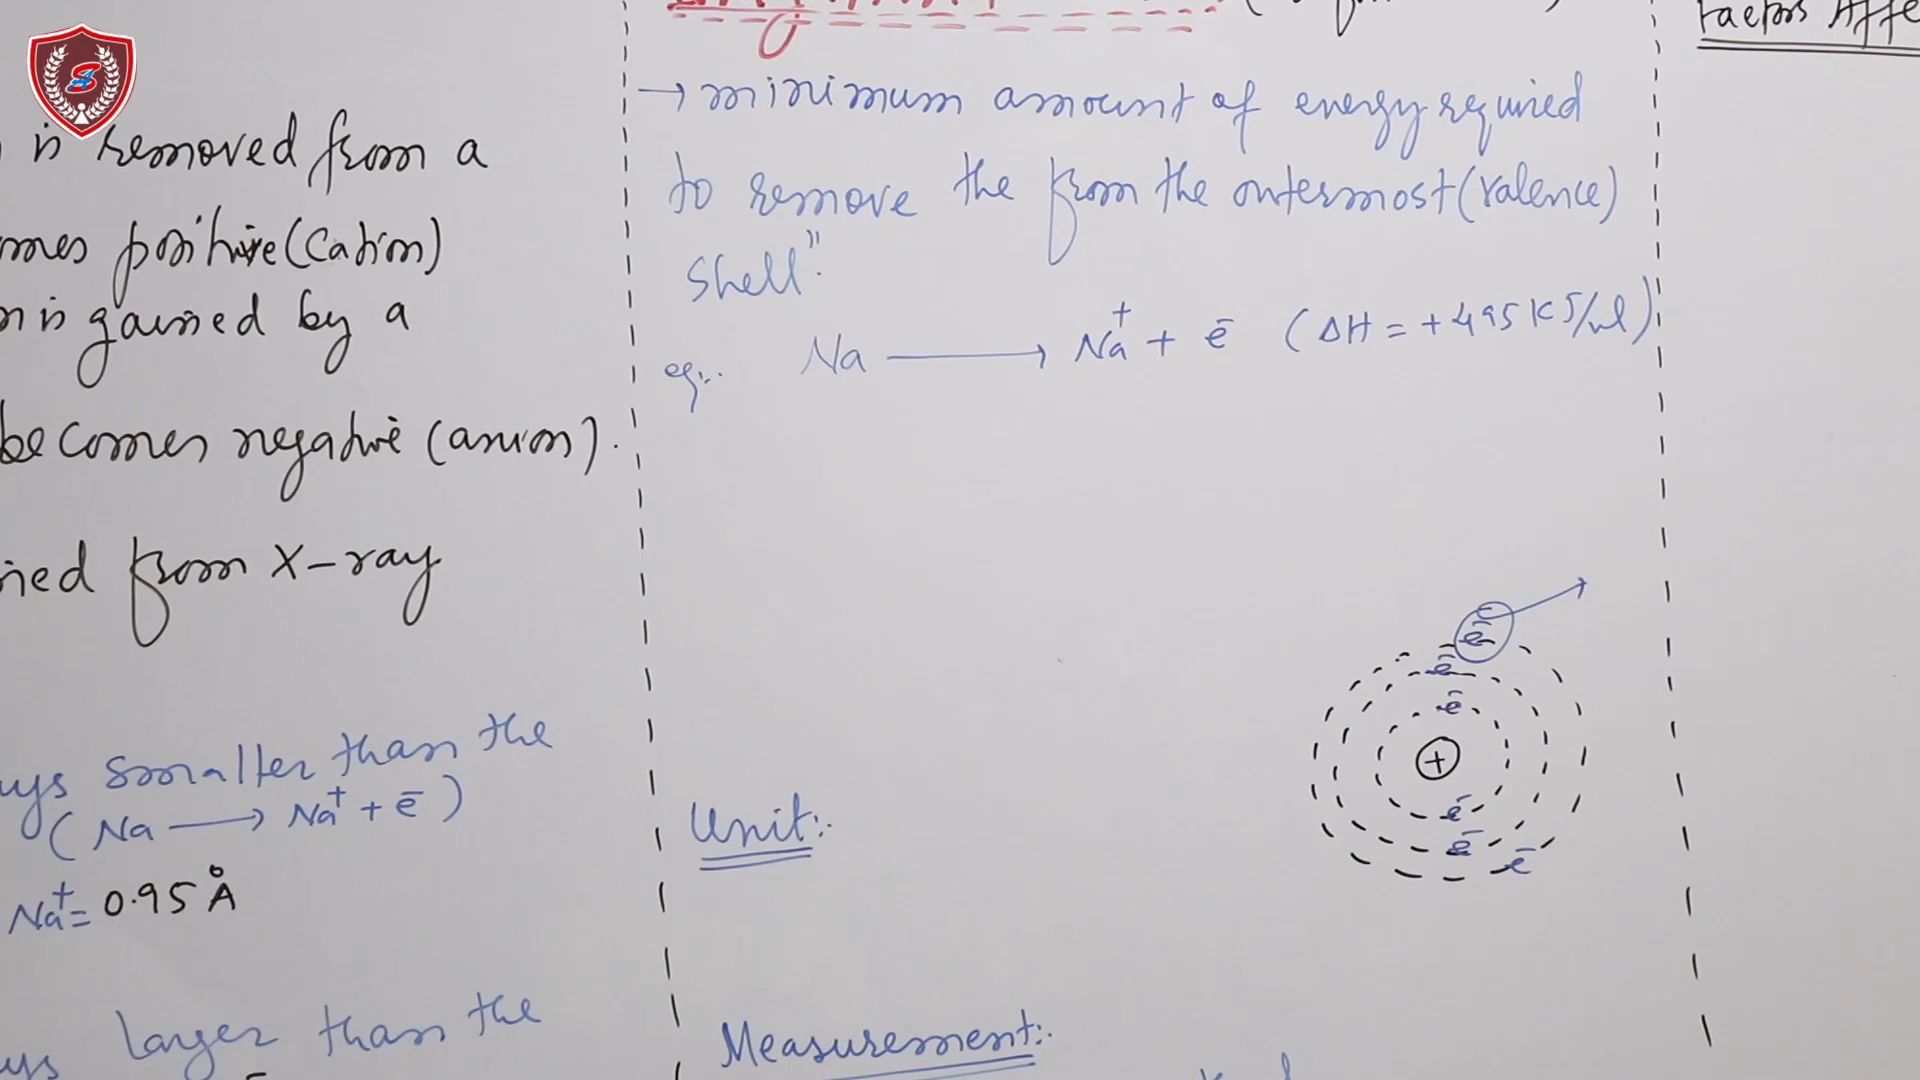 is removed from a
mes positive (Cation)
n is gained by a
becomes negative (anion).
ned from X-ray
ys smaller than the
( Na ⟶ Na⁺ + ē )
Na⁺ = 0.95 Å
ys larger than the
→ minimum amount of energy required
to remove the from the outermost (valence)
shell".
eg:. Na ⟶ Na⁺ + ē (ΔH = +495 KJ/ml)
e
ē
ē
ē
+
ē
ē
ē
Unit:.
Measurement:.
Factors Affe